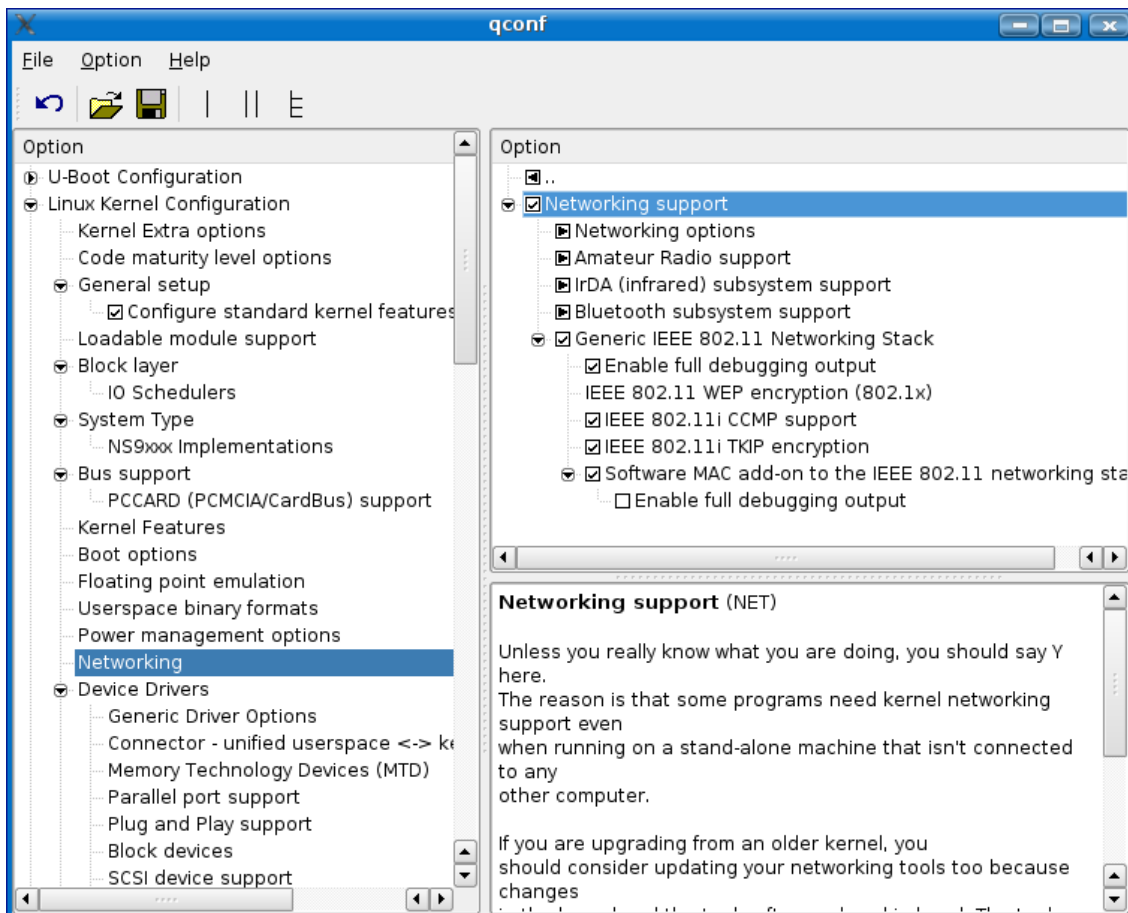 qconf
File Option Help
Option
U-Boot Configuration
Linux Kernel Configuration
Kernel Extra options
Code maturity level options
General setup
Configure standard kernel features
Loadable module support
Block layer
IO Schedulers
System Type
NS9xxx Implementations
Bus support
PCCARD (PCMCIA/CardBus) support
Kernel Features
Boot options
Floating point emulation
Userspace binary formats
Power management options
Networking
Device Drivers
Generic Driver Options
Connector - unified userspace <-> ke
Memory Technology Devices (MTD)
Parallel port support
Plug and Play support
Block devices
SCSI device support
Option
..
Networking support
Networking options
Amateur Radio support
IrDA (infrared) subsystem support
Bluetooth subsystem support
Generic IEEE 802.11 Networking Stack
Enable full debugging output
IEEE 802.11 WEP encryption (802.1x)
IEEE 802.11i CCMP support
IEEE 802.11i TKIP encryption
Software MAC add-on to the IEEE 802.11 networking sta
Enable full debugging output
Networking support (NET)
Unless you really know what you are doing, you should say Y
here.
The reason is that some programs need kernel networking
support even
when running on a stand-alone machine that isn't connected
to any
other computer.
If you are upgrading from an older kernel, you
should consider updating your networking tools too because
changes